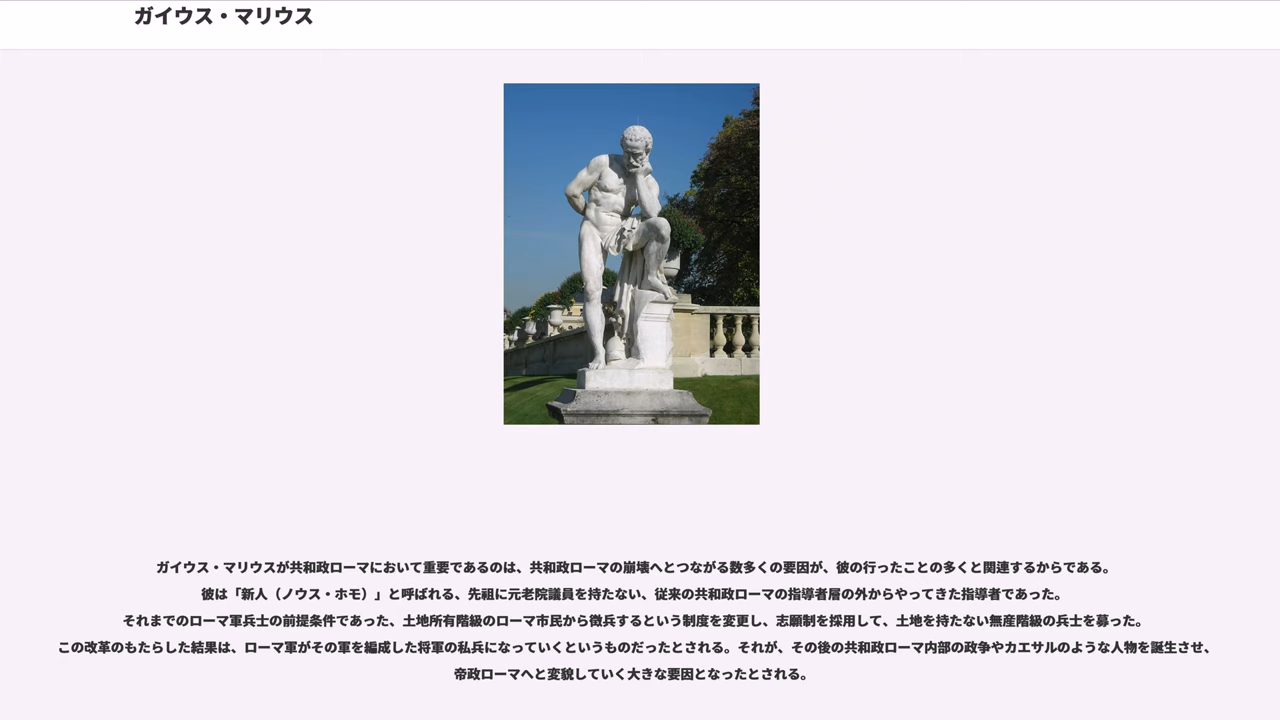 ガイウス・マリウス
ガイウス・マリウスが共和政ローマにおいて重要であるのは、共和政ローマの崩壊へとつながる数多くの要因が、彼の行ったことの多くと関連するからである。
彼は「新人（ノウス・ホモ）」と呼ばれる、先祖に元老院議員を持たない、従来の共和政ローマの指導者層の外からやってきた指導者であった。
それまでのローマ軍兵士の前提条件であった、土地所有階級のローマ市民から徴兵するという制度を変更し、志願制を採用して、土地を持たない無産階級の兵士を募った。
この改革のもたらした結果は、ローマ軍がその軍を編成した将軍の私兵になっていくというものだったとされる。それが、その後の共和政ローマ内部の政争やカエサルのような人物を誕生させ、
帝政ローマへと変貌していく大きな要因となったとされる。